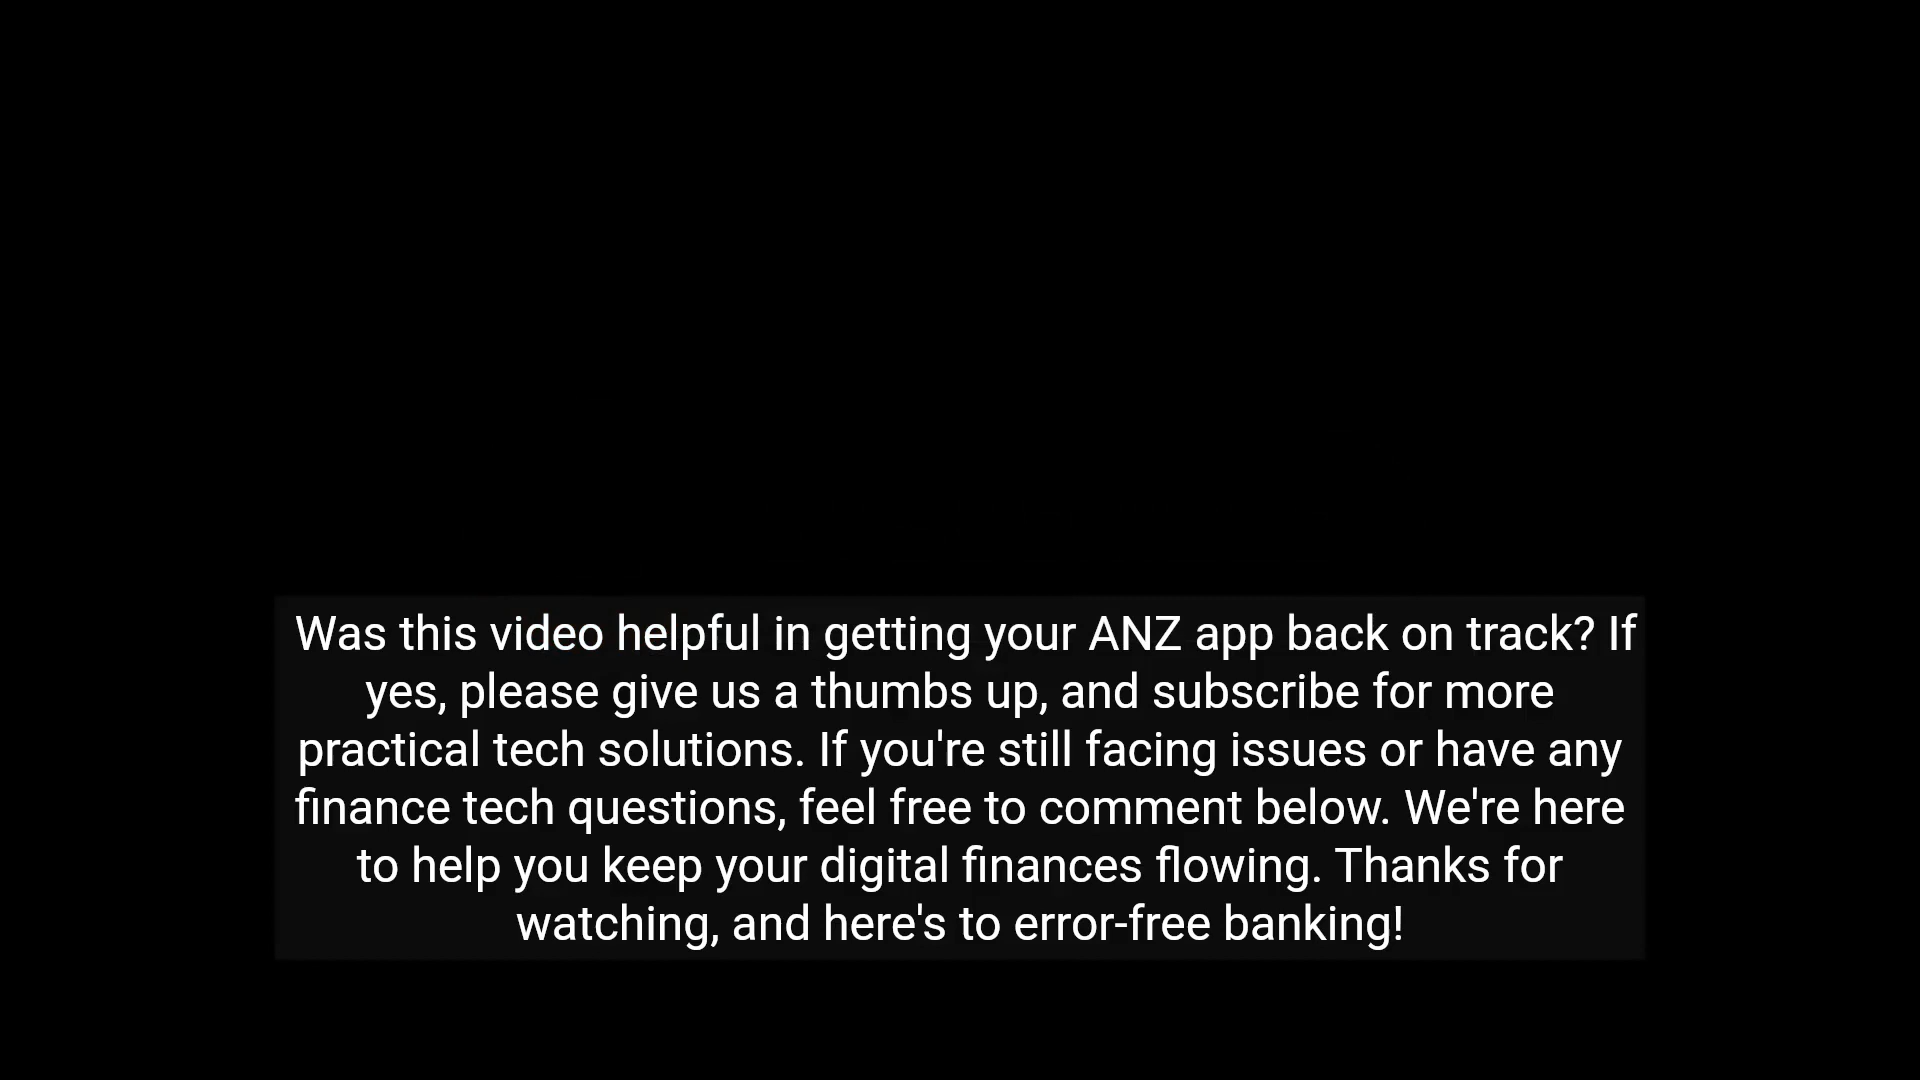 Was this video helpful in getting your ANZ app back on track? If
yes, please give us a thumbs up, and subscribe for more
practical tech solutions. If you're still facing issues or have any
finance tech questions, feel free to comment below. We're here
to help you keep your digital finances flowing. Thanks for
watching, and here's to error-free banking!